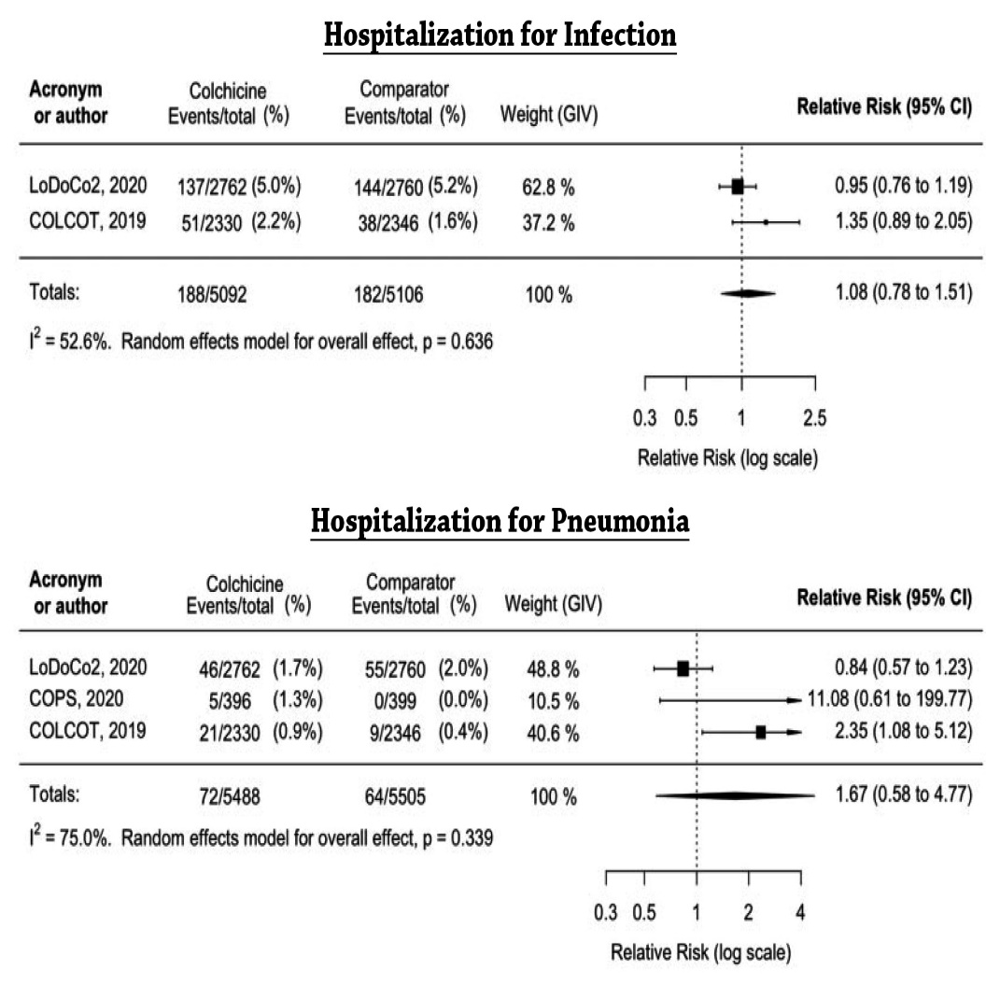 Hospitalization for Infection
Acronym or author Colchicine Events/total (%) Comparator Events/total (%) Weight (GIV) Relative Risk (95% CI)
LoDoCo2, 2020 137/2762 (5.0%) 144/2760 (5.2%) 62.8 % 0.95 (0.76 to 1.19)
COLCOT, 2019 51/2330 (2.2%) 38/2346 (1.6%) 37.2 % 1.35 (0.89 to 2.05)
Totals: 188/5092 182/5106 100 % 1.08 (0.78 to 1.51)
I² = 52.6%. Random effects model for overall effect, p = 0.636
0.3 0.5 1 2.5
Relative Risk (log scale)
Hospitalization for Pneumonia
Acronym or author Colchicine Events/total (%) Comparator Events/total (%) Weight (GIV) Relative Risk (95% CI)
LoDoCo2, 2020 46/2762 (1.7%) 55/2760 (2.0%) 48.8 % 0.84 (0.57 to 1.23)
COPS, 2020 5/396 (1.3%) 0/399 (0.0%) 10.5 % 11.08 (0.61 to 199.77)
COLCOT, 2019 21/2330 (0.9%) 9/2346 (0.4%) 40.6 % 2.35 (1.08 to 5.12)
Totals: 72/5488 64/5505 100 % 1.67 (0.58 to 4.77)
I² = 75.0%. Random effects model for overall effect, p = 0.339
0.3 0.5 1 2 4
Relative Risk (log scale)